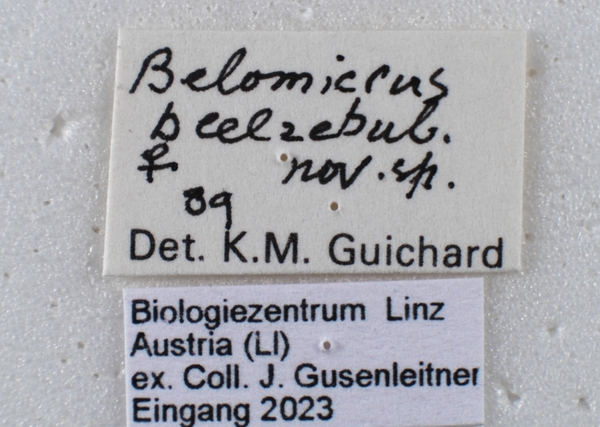 Belomicrus
beelzebub.
♀ nov. sp.
89
Det. K.M. Guichard
Biologiezentrum Linz
Austria (LI)
ex. Coll. J. Gusenleitner
Eingang 2023